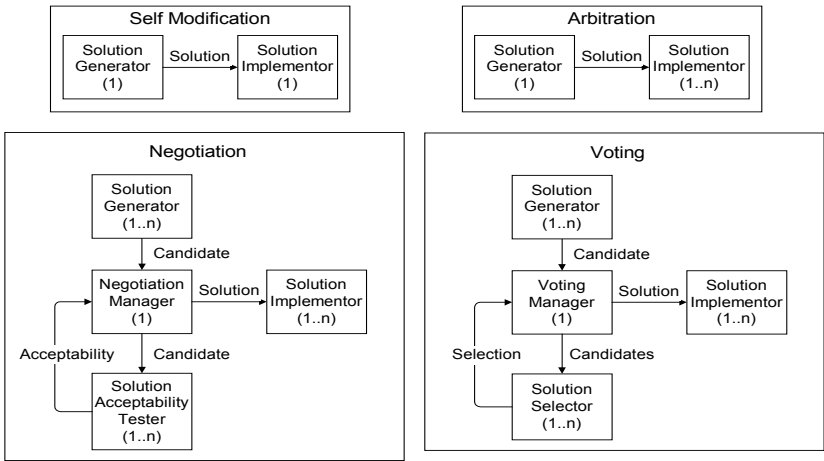 Self Modification
Solution
Generator
(1)
Solution
Solution
Implementor
(1)
Arbitration
Solution
Generator
(1)
Solution
Solution
Implementor
(1..n)
Negotiation
Solution
Generator
(1..n)
Candidate
Negotiation
Manager
(1)
Solution
Solution
Implementor
(1..n)
Acceptability
Candidate
Solution
Acceptability
Tester
(1..n)
Voting
Solution
Generator
(1..n)
Candidate
Voting
Manager
(1)
Solution
Solution
Implementor
(1..n)
Selection
Candidates
Solution
Selector
(1..n)